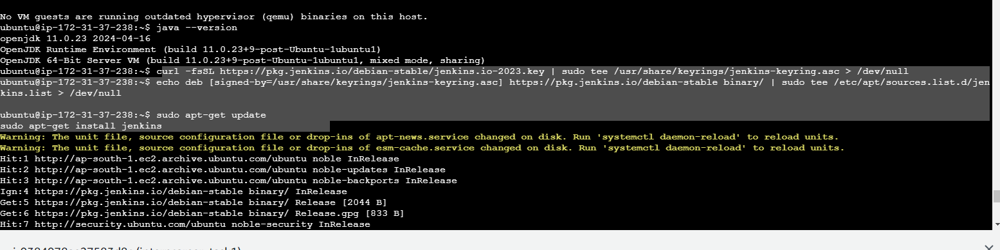 No VM guests are running outdated hypervisor (qemu) binaries on this host.
ubuntu@ip-172-31-37-238:~$ java --version
openjdk 11.0.23 2024-04-16
OpenJDK Runtime Environment (build 11.0.23+9-post-Ubuntu-1ubuntu1)
OpenJDK 64-Bit Server VM (build 11.0.23+9-post-Ubuntu-1ubuntu1, mixed mode, sharing)
ubuntu@ip-172-31-37-238:~$ curl -fsSL https://pkg.jenkins.io/debian-stable/jenkins.io-2023.key | sudo tee /usr/share/keyrings/jenkins-keyring.asc > /dev/null
ubuntu@ip-172-31-37-238:~$ echo deb [signed-by=/usr/share/keyrings/jenkins-keyring.asc] https://pkg.jenkins.io/debian-stable binary/ | sudo tee /etc/apt/sources.list.d/jen
kins.list > /dev/null
ubuntu@ip-172-31-37-238:~$ sudo apt-get update
sudo apt-get install jenkins
Warning: The unit file, source configuration file or drop-ins of apt-news.service changed on disk. Run 'systemctl daemon-reload' to reload units.
Warning: The unit file, source configuration file or drop-ins of esm-cache.service changed on disk. Run 'systemctl daemon-reload' to reload units.
Hit:1 http://ap-south-1.ec2.archive.ubuntu.com/ubuntu noble InRelease
Hit:2 http://ap-south-1.ec2.archive.ubuntu.com/ubuntu noble-updates InRelease
Hit:3 http://ap-south-1.ec2.archive.ubuntu.com/ubuntu noble-backports InRelease
Ign:4 https://pkg.jenkins.io/debian-stable binary/ InRelease
Get:5 https://pkg.jenkins.io/debian-stable binary/ Release [2044 B]
Get:6 https://pkg.jenkins.io/debian-stable binary/ Release.gpg [833 B]
Hit:7 http://security.ubuntu.com/ubuntu noble-security InRelease